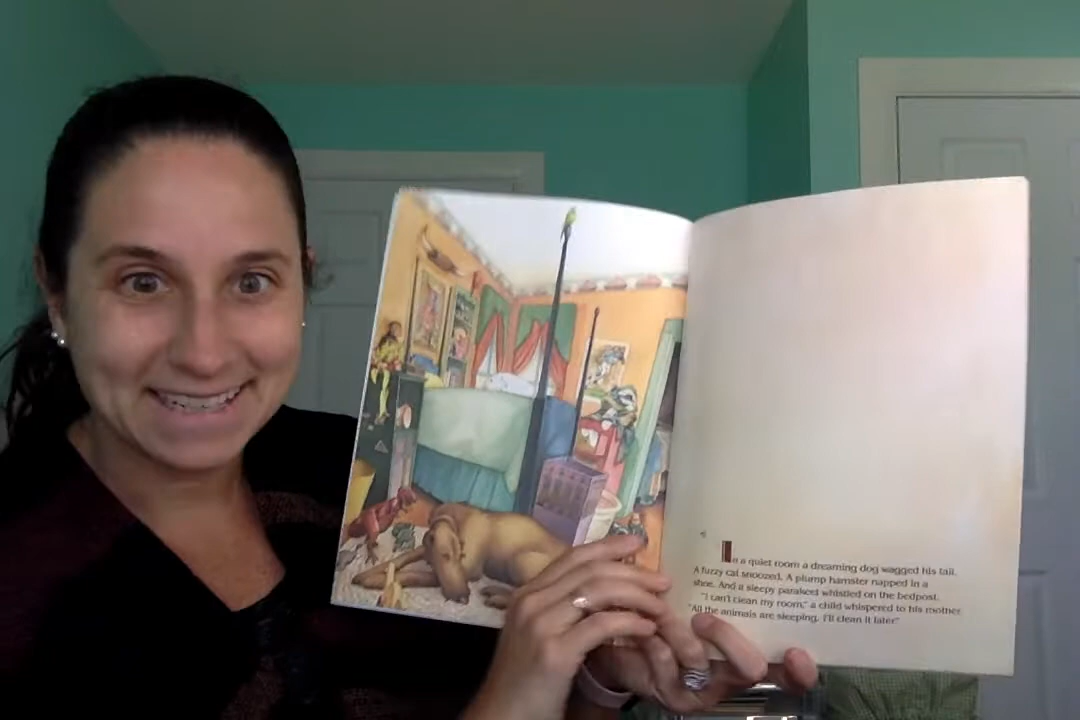 In a quiet room a dreaming dog wagged his tail.
A fuzzy cat snoozed. A plump hamster napped in a
shoe. And a sleepy parakeet whistled on the bedpost.
"I can't clean my room," a child whispered to his mother.
"All the animals are sleeping. I'll clean it later."